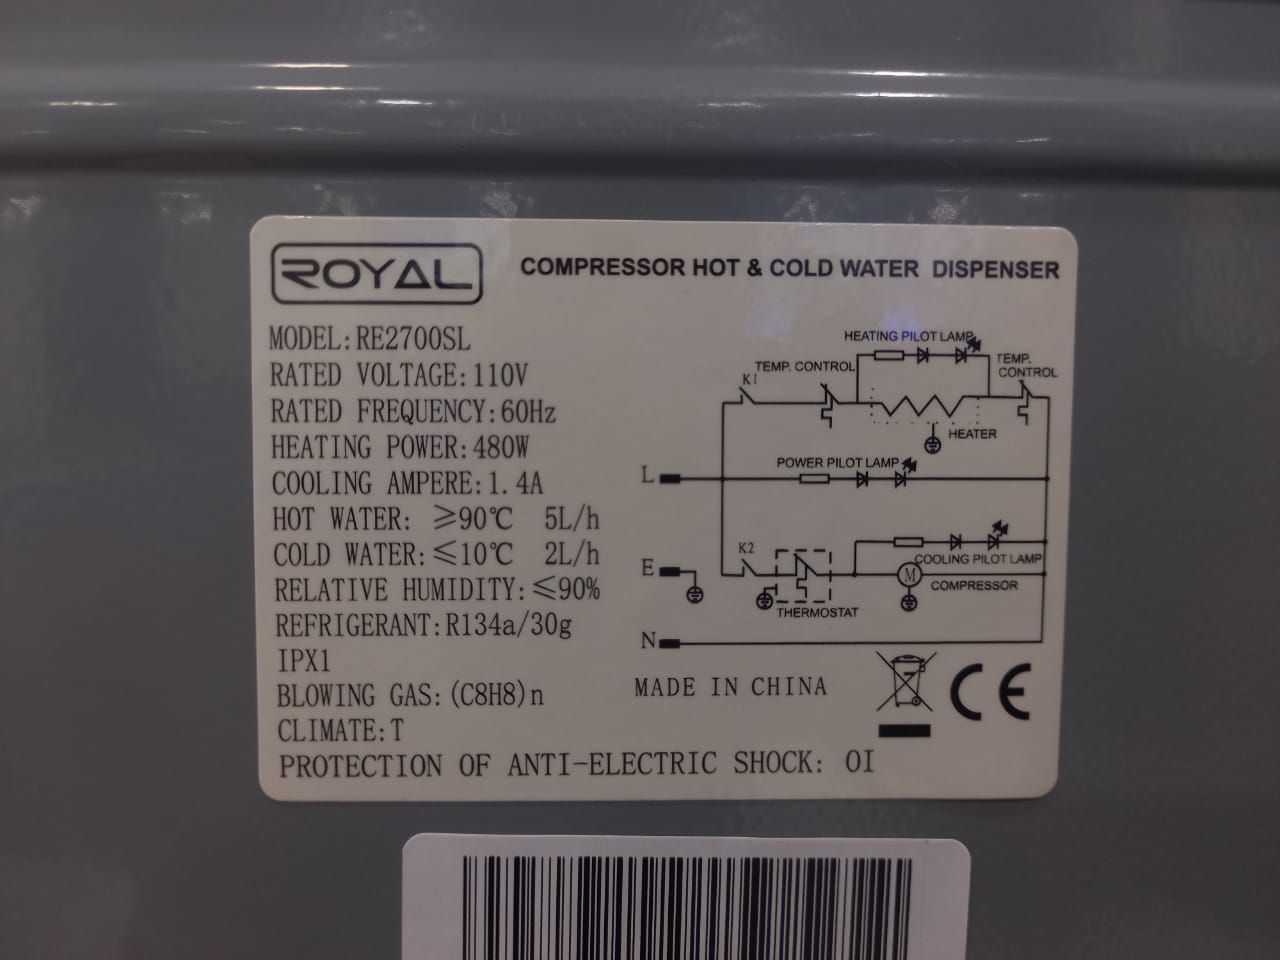 ROYAL
COMPRESSOR HOT & COLD WATER DISPENSER
MODEL:RE2700SL
RATED VOLTAGE:110V
RATED FREQUENCY:60Hz
HEATING POWER:480W
COOLING AMPERE:1.4A
HOT WATER: ≥90℃ 5L/h
COLD WATER:≤10℃ 2L/h
RELATIVE HUMIDITY:≤90%
REFRIGERANT:R134a/30g
IPX1
BLOWING GAS:(C8H8)n
CLIMATE:T
PROTECTION OF ANTI-ELECTRIC SHOCK: OI
HEATING PILOT LAMP
TEMP. CONTROL
TEMP.
CONTROL
K1
HEATER
POWER PILOT LAMP
L
K2
COOLING PILOT LAMP
E
M
COMPRESSOR
THERMOSTAT
N
MADE IN CHINA
CE